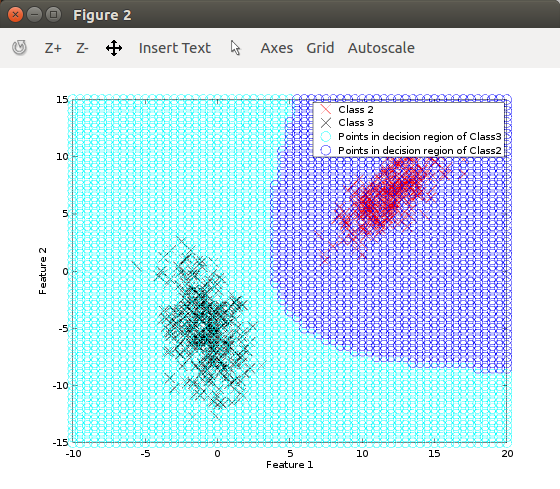 Figure 2
Z+ Z- Insert Text Axes Grid Autoscale
15
Class 2
Class 3
Points in decision region of Class3
Points in decision region of Class2
10
5
0
-5
-10
-15
Feature 2
-10 -5 0 5 10 15 20
Feature 1